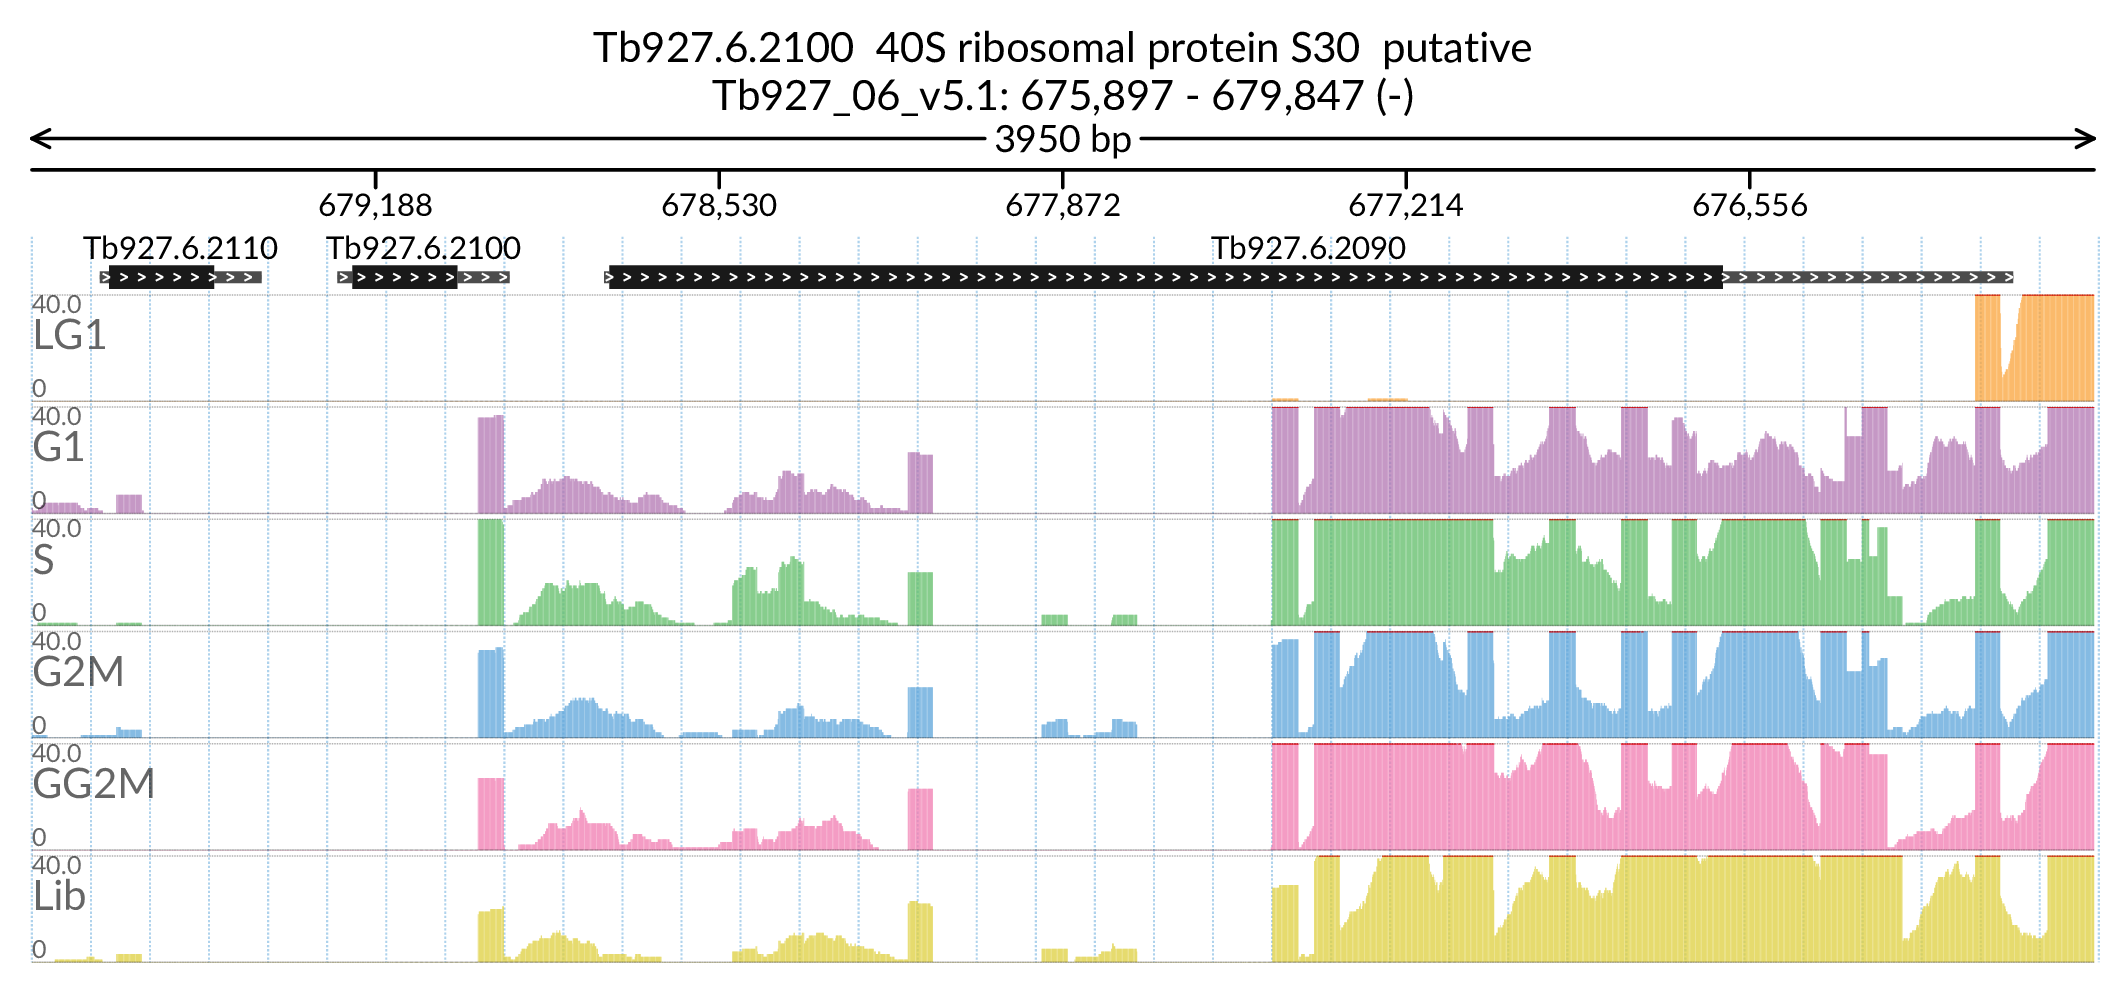 Tb927.6.2100  40S ribosomal protein S30  putative
Tb927_06_v5.1: 675,897 - 679,847 (-)
3950 bp
679,188 678,530 677,872 677,214 676,556
Tb927.6.2110 Tb927.6.2100 Tb927.6.2090
40.0
LG1
0
40.0
G1
0
40.0
S
0
40.0
G2M
0
40.0
GG2M
0
40.0
Lib
0